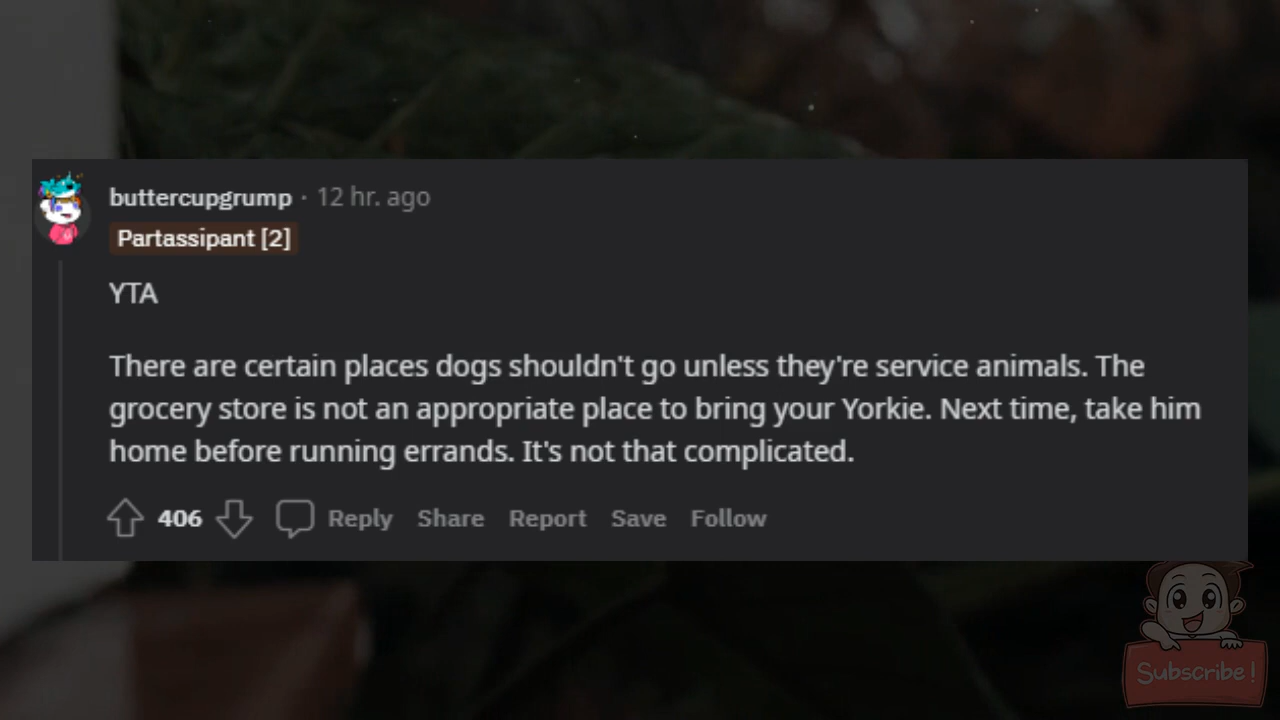 buttercupgrump · 12 hr. ago
Partassipant [2]
YTA
There are certain places dogs shouldn't go unless they're service animals. The
grocery store is not an appropriate place to bring your Yorkie. Next time, take him
home before running errands. It's not that complicated.
406 Reply Share Report Save Follow
Subscribe!